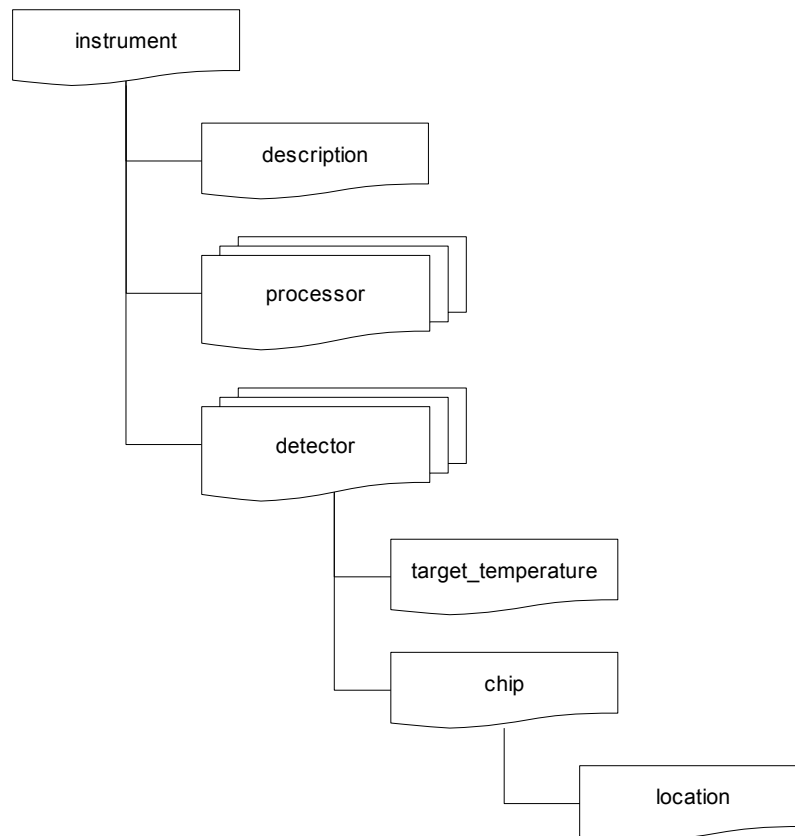 instrument
description
processor
detector
target_temperature
chip
location